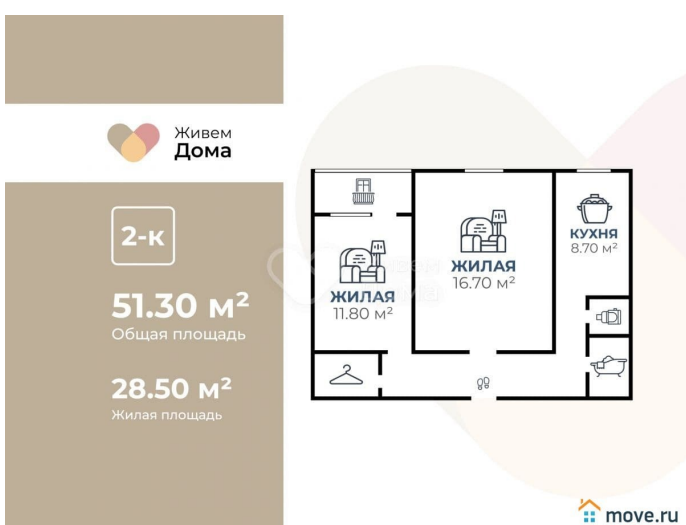 Живем
Дома
2-к
51.30 м²
Общая площадь
28.50 м²
Жилая площадь
КУХНЯ
8.70 м²
ЖИЛАЯ
16.70 м²
ЖИЛАЯ
11.80 м²
move.ru